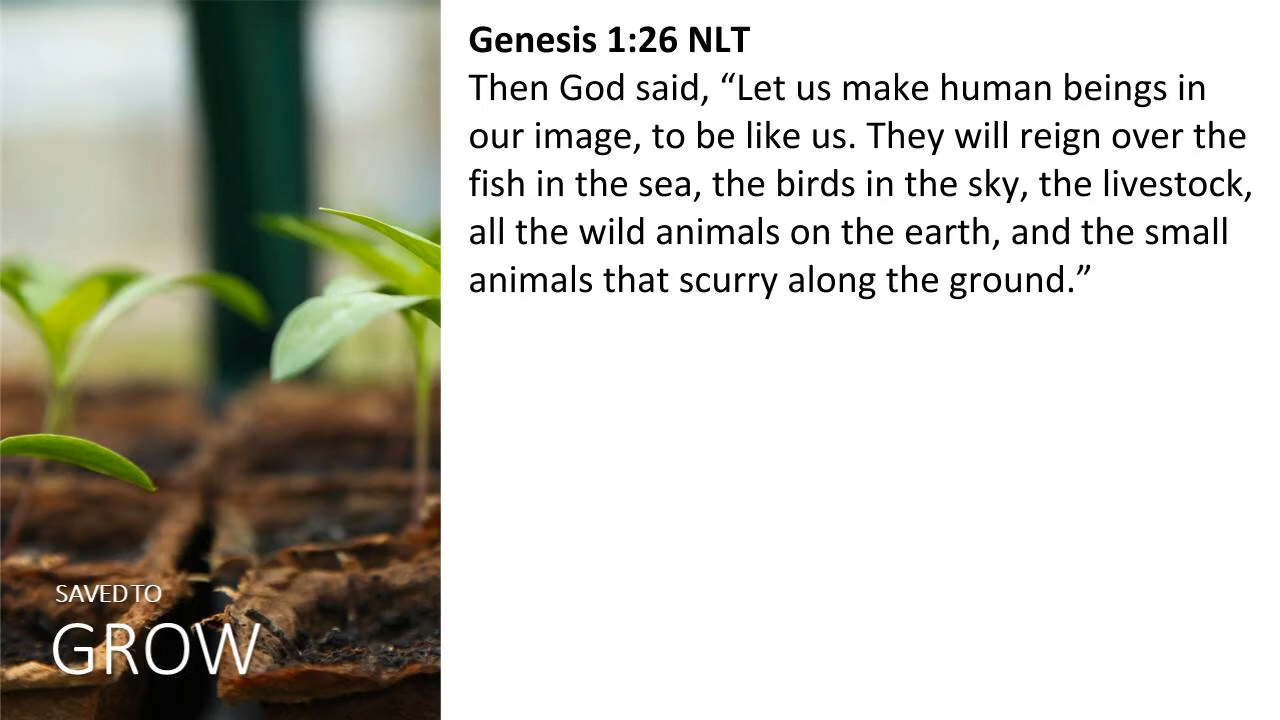 Genesis 1:26 NLT
Then God said, “Let us make human beings in
our image, to be like us. They will reign over the
fish in the sea, the birds in the sky, the livestock,
all the wild animals on the earth, and the small
animals that scurry along the ground.”
SAVED TO
GROW